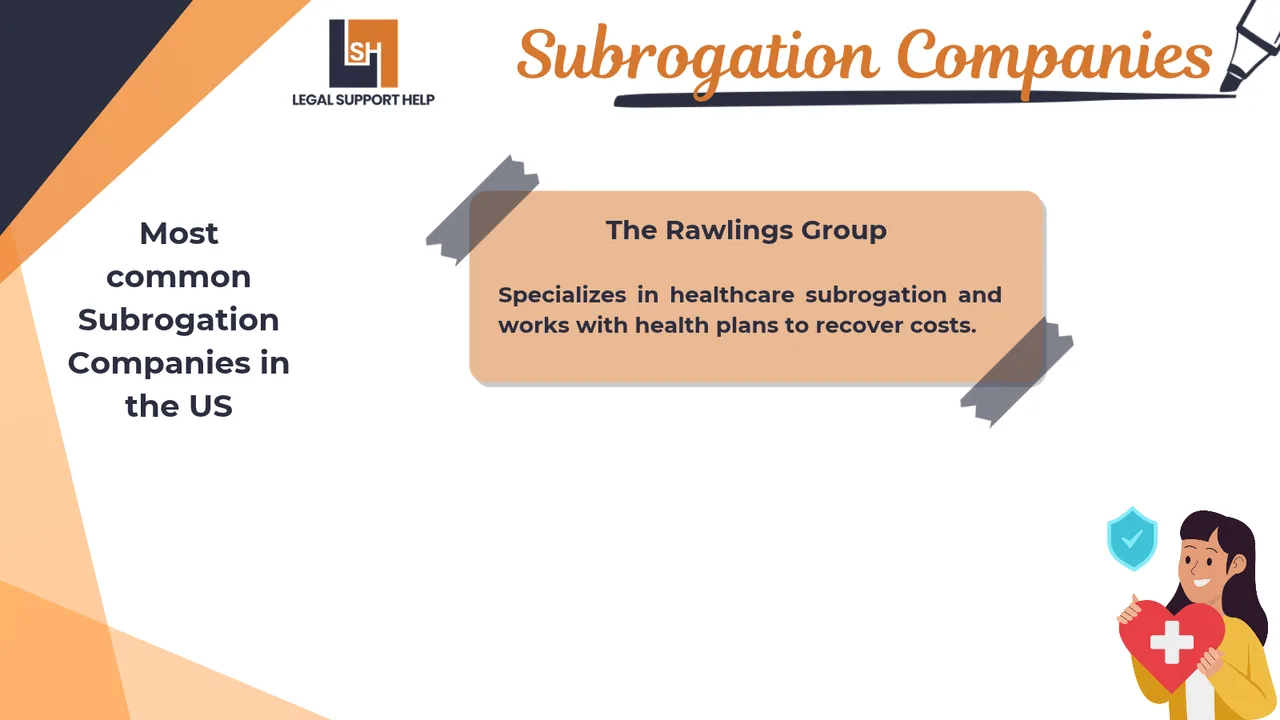 SH
LEGAL SUPPORT HELP
Subrogation Companies
Most
common
Subrogation
Companies in
the US
The Rawlings Group
Specializes in healthcare subrogation and
works with health plans to recover costs.